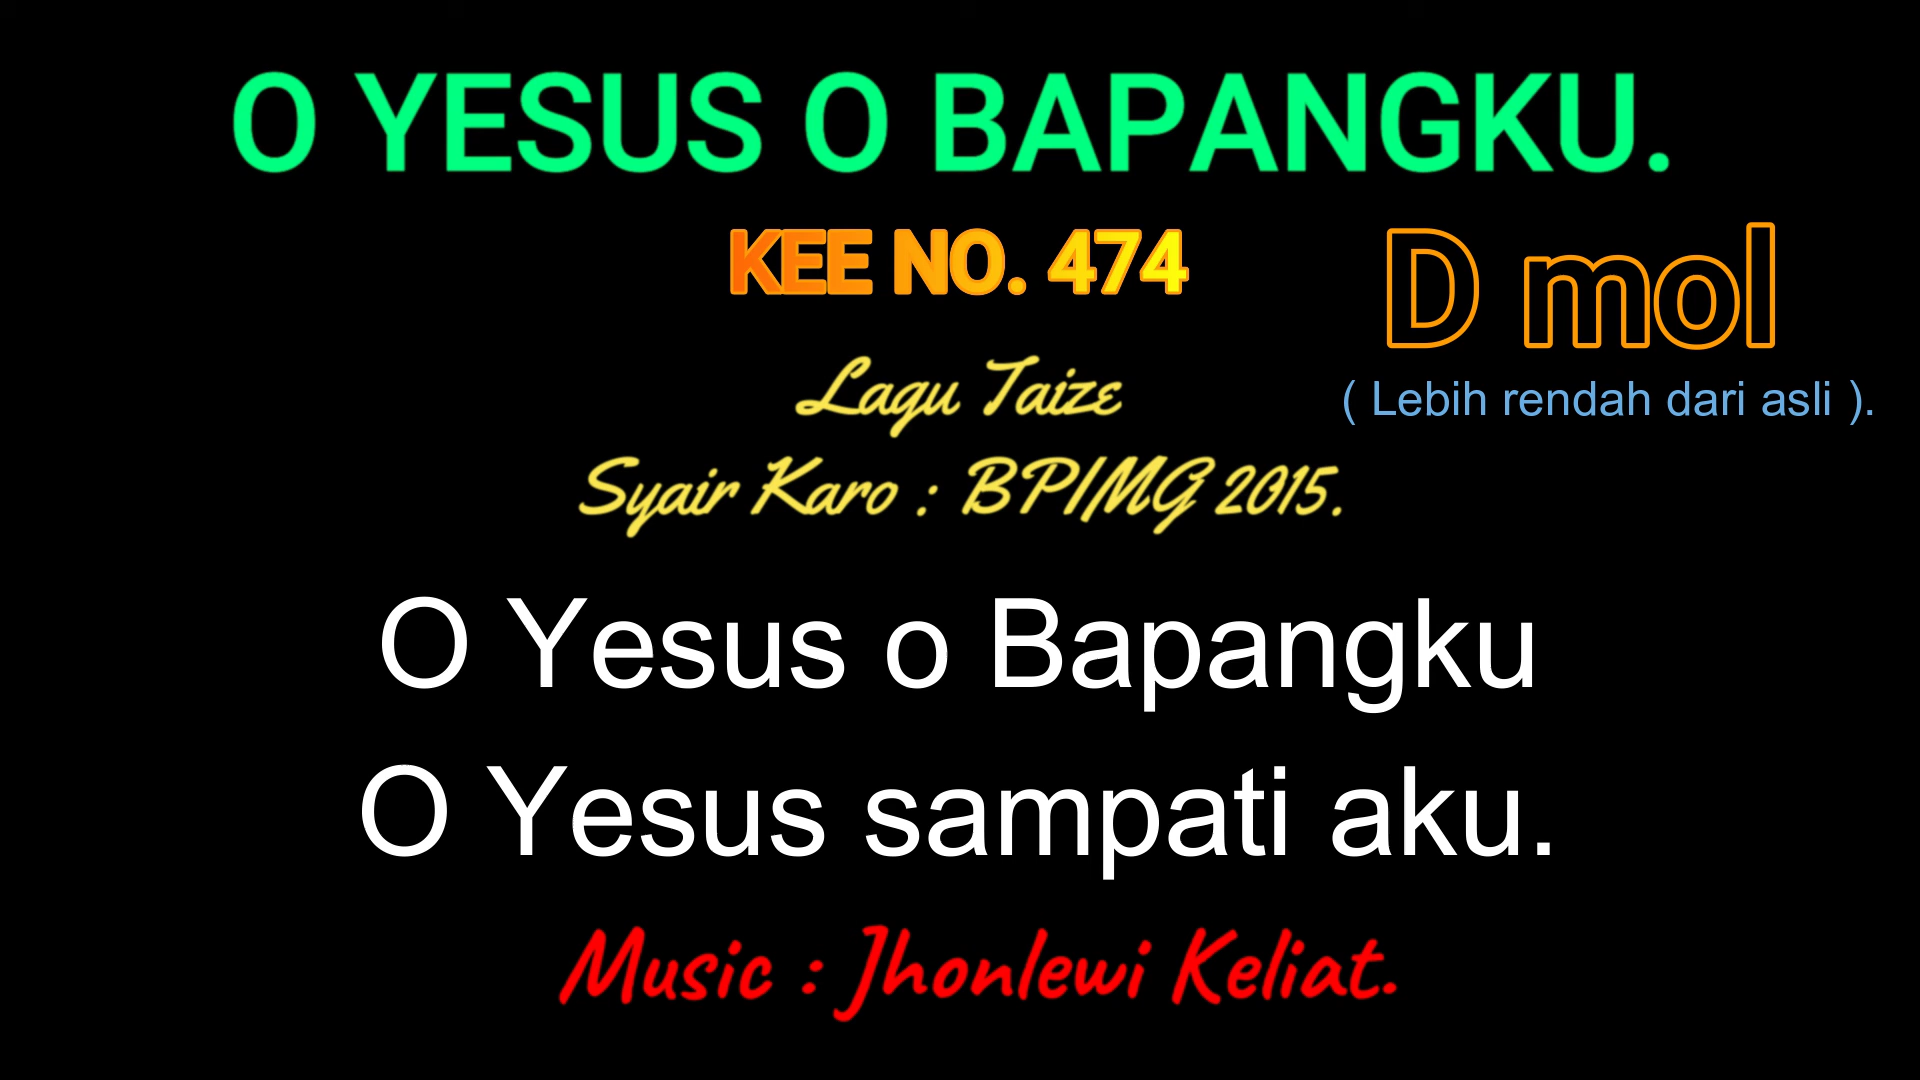 O YESUS O BAPANGKU.
KEE NO. 474
D mol
( Lebih rendah dari asli ).
Lagu Taize
Syair Karo : BPIMG 2015.
O Yesus o Bapangku
O Yesus sampati aku.
Music : Jhonlewi Keliat.